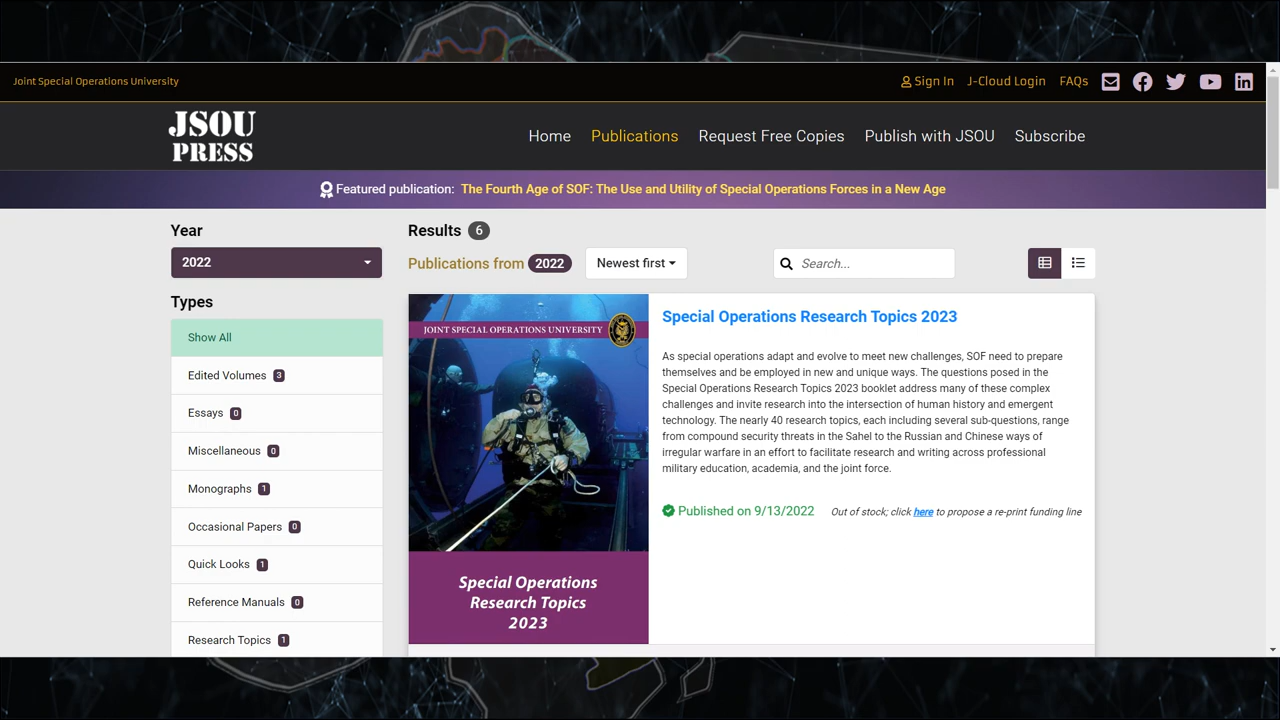 Joint Special Operations University
Sign In J-Cloud Login FAQs
JSOU
PRESS
Home Publications Request Free Copies Publish with JSOU Subscribe
Featured publication: The Fourth Age of SOF: The Use and Utility of Special Operations Forces in a New Age
Year
2022
Types
Show All
Edited Volumes 3
Essays 0
Miscellaneous 0
Monographs 1
Occasional Papers 0
Quick Looks 1
Reference Manuals 0
Research Topics 1
Results 6
Publications from 2022 Newest first Search...
JOINT SPECIAL OPERATIONS UNIVERSITY
Special Operations
Research Topics
2023
Special Operations Research Topics 2023
As special operations adapt and evolve to meet new challenges, SOF need to prepare
themselves and be employed in new and unique ways. The questions posed in the
Special Operations Research Topics 2023 booklet address many of these complex
challenges and invite research into the intersection of human history and emergent
technology. The nearly 40 research topics, each including several sub-questions, range
from compound security threats in the Sahel to the Russian and Chinese ways of
irregular warfare in an effort to facilitate research and writing across professional
military education, academia, and the joint force.
Published on 9/13/2022 Out of stock; click here to propose a re-print funding line